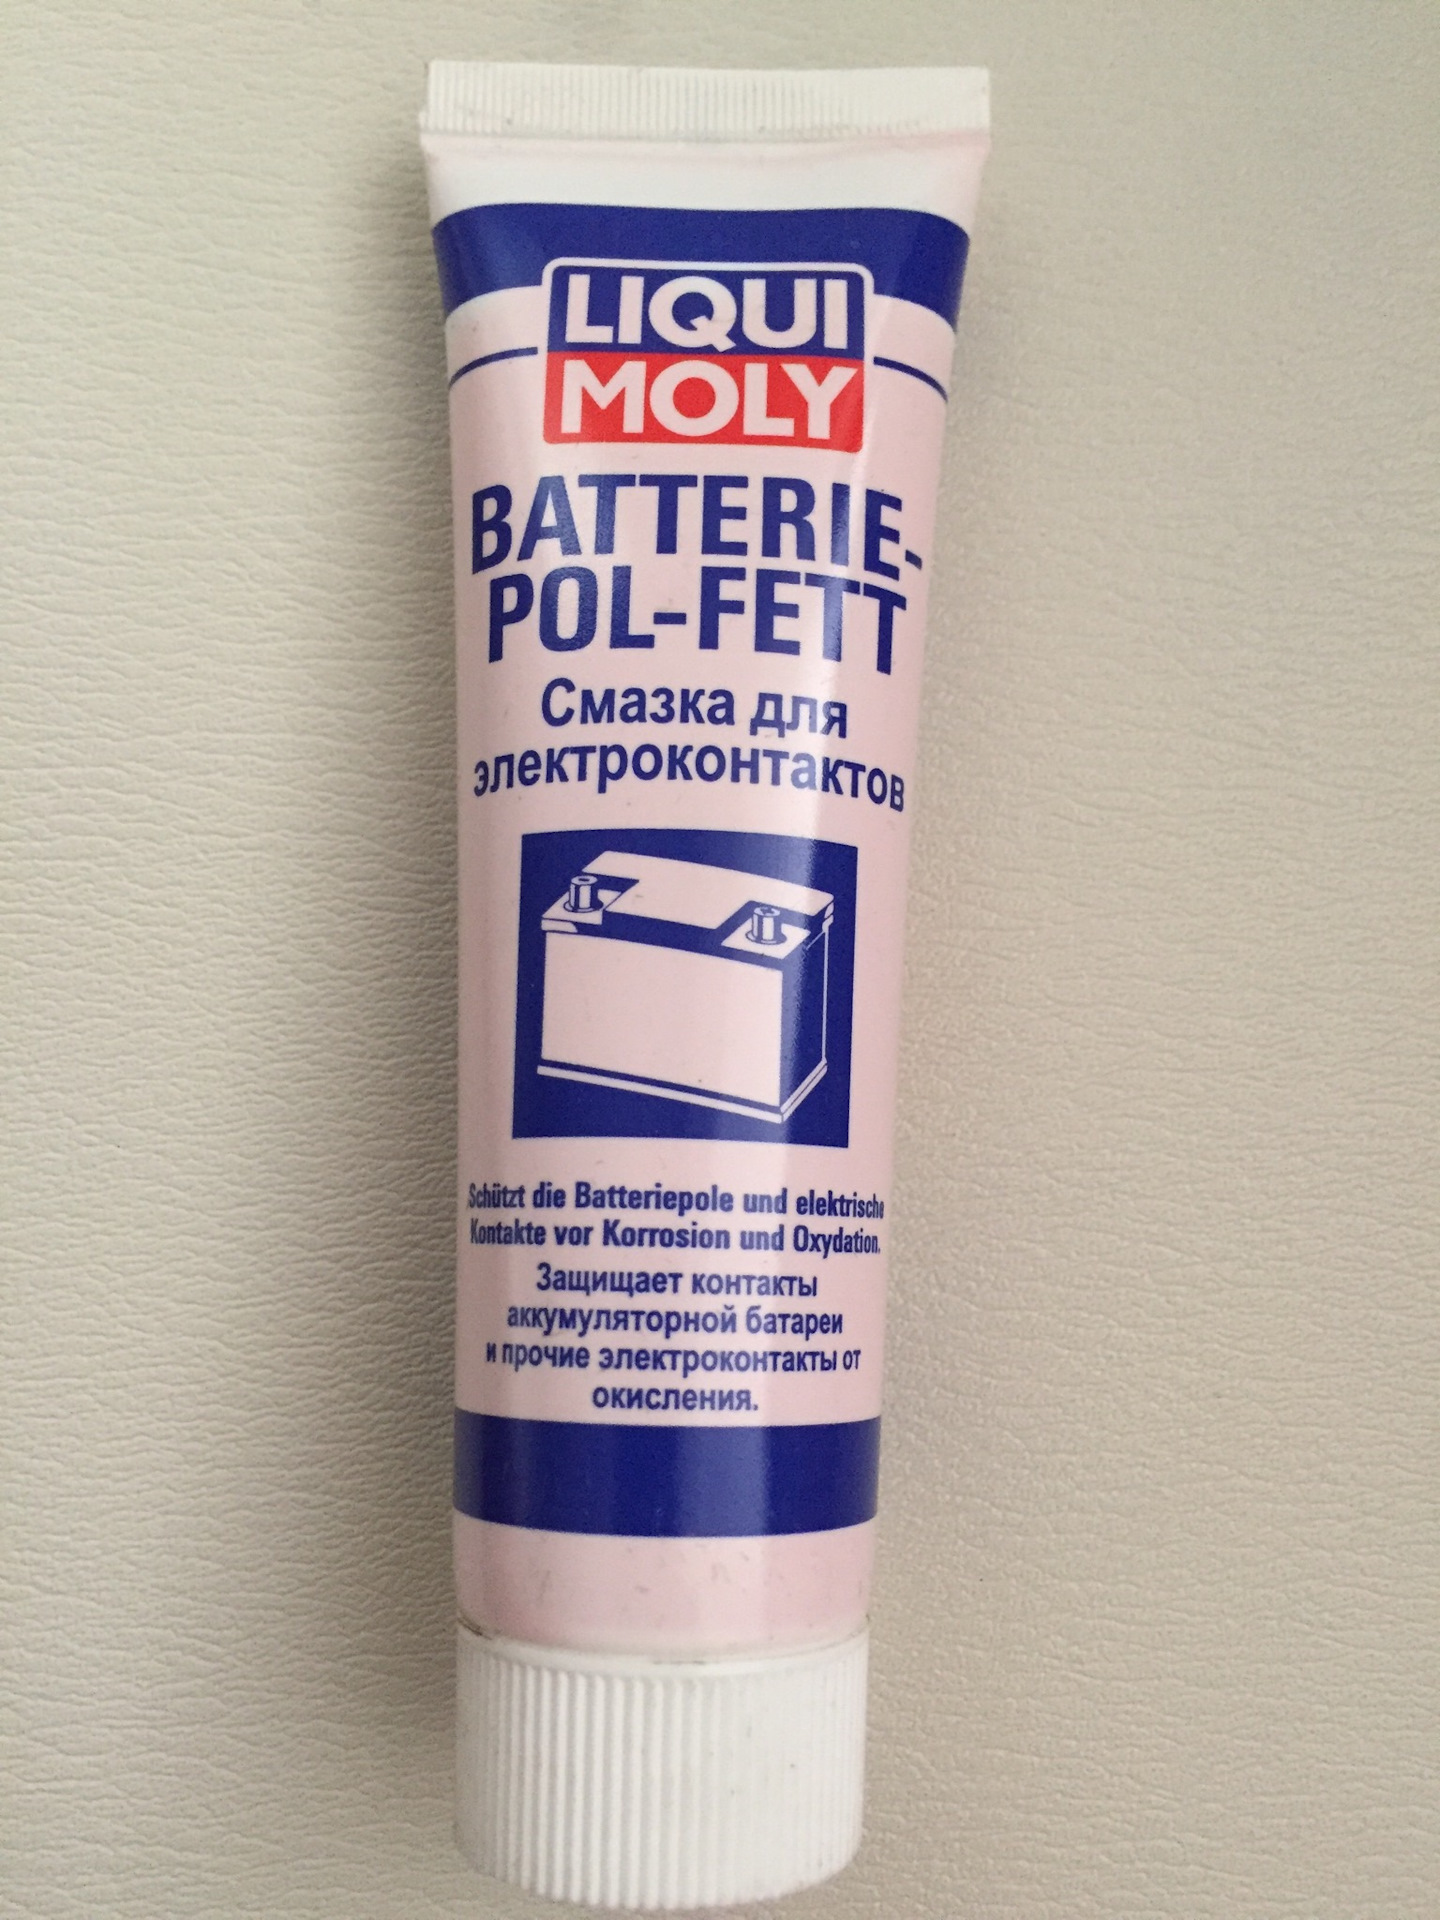 LIQUI
MOLY
BATTERIE-
POL-FETT
Смазка для
электроконтактов
Schützt die Batteriepole und elektrische
Kontakte vor Korrosion und Oxydation.
Защищает контакты
аккумуляторной батареи
и прочие электроконтакты от
окисления.